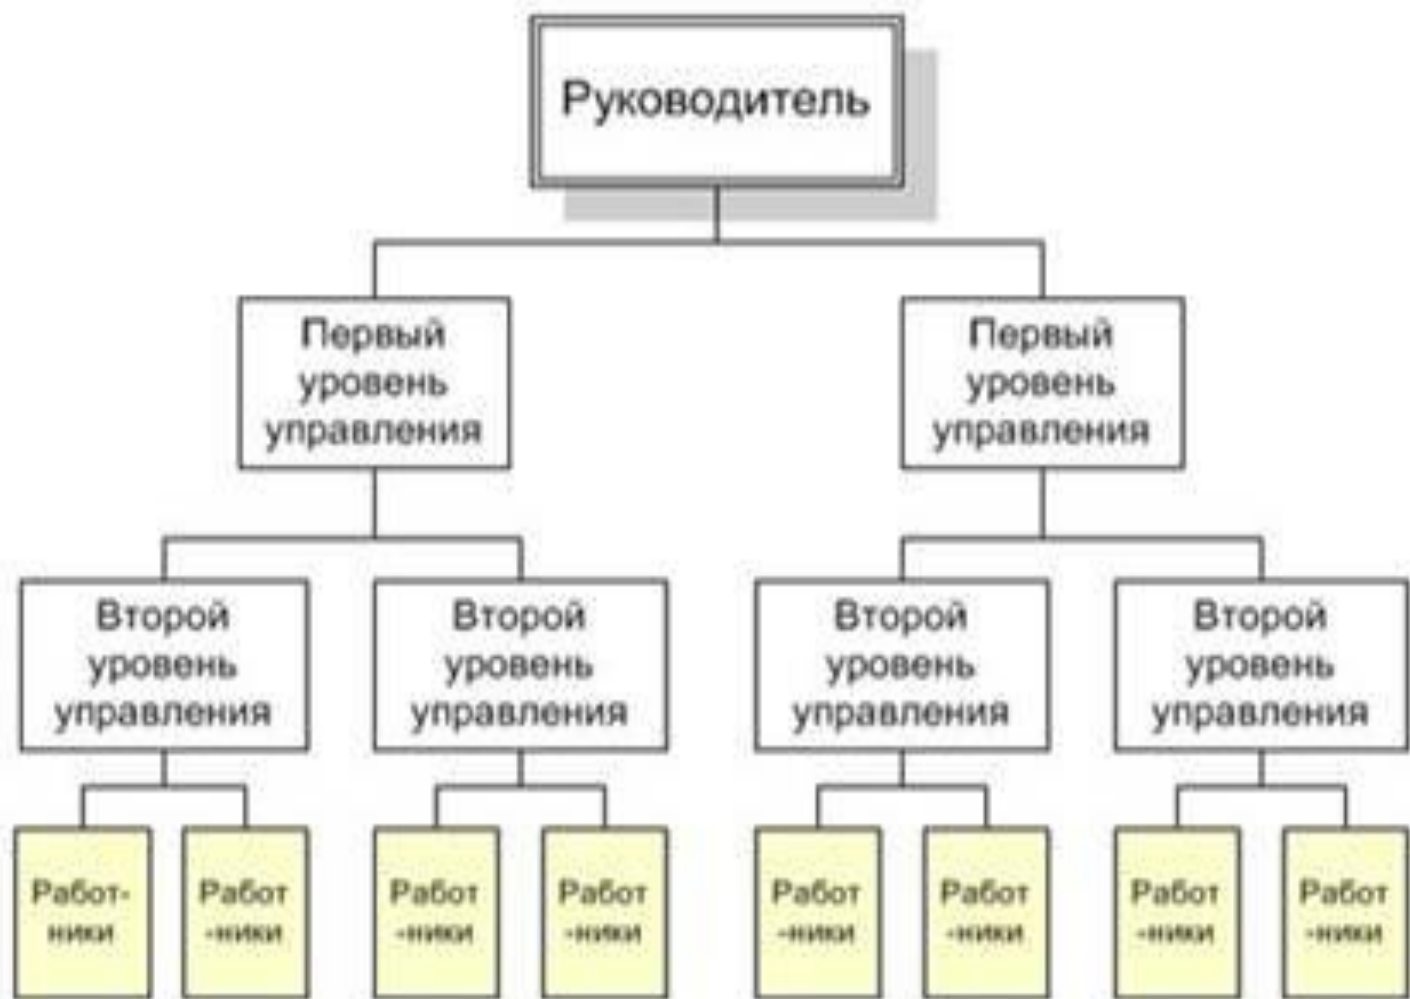 Руководитель
Первый
уровень
управления
Первый
уровень
управления
Второй
уровень
управления
Второй
уровень
управления
Второй
уровень
управления
Второй
уровень
управления
Работ-
ники
Работ
-ники
Работ
-ники
Работ
-ники
Работ
-ники
Работ
-ники
Работ
-ники
Работ
-ники